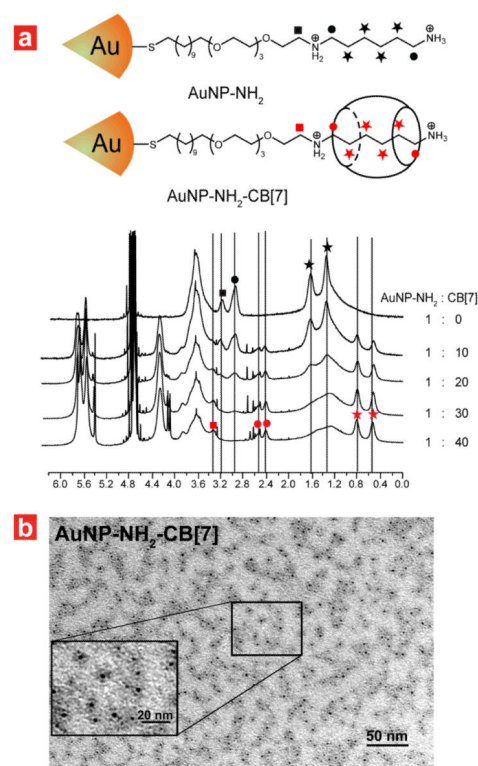 a
Au
S
9
O
3
O
⊕
N
H₂
⊕
NH₃
AuNP-NH₂
Au
S
9
O
3
O
⊕
N
H₂
⊕
NH₃
AuNP-NH₂-CB[7]
AuNP-NH₂ : CB[7]
1 : 0
1 : 10
1 : 20
1 : 30
1 : 40
6.0 5.6 5.2 4.8 4.4 4.0 3.6 3.2 2.8 2.4 2.0 1.6 1.2 0.8 0.4 0.0
b
AuNP-NH₂-CB[7]
20 nm
50 nm